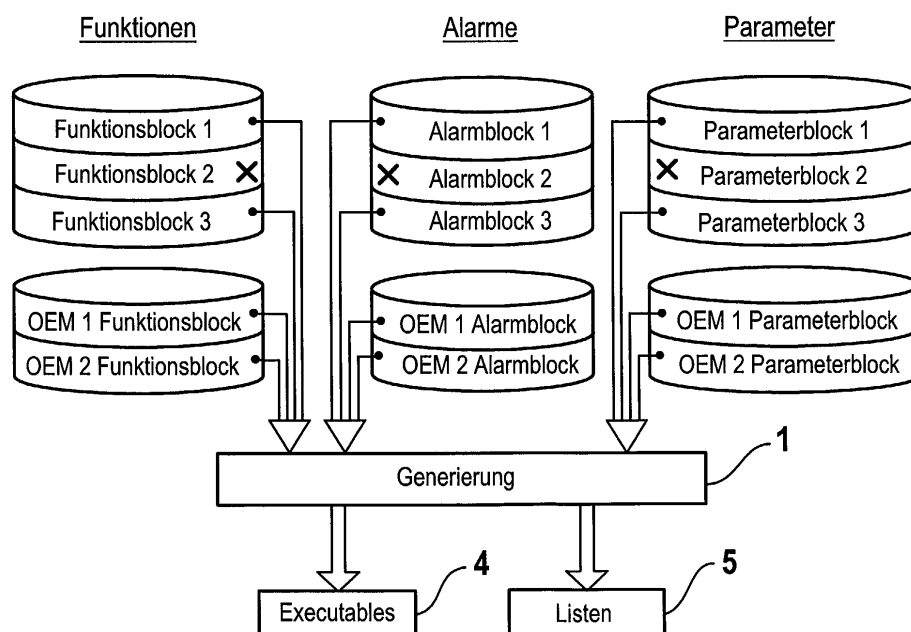 Funktionen
Alarme
Parameter
Funktionsblock 1
Funktionsblock 2
Funktionsblock 3
Alarmblock 1
Alarmblock 2
Alarmblock 3
Parameterblock 1
Parameterblock 2
Parameterblock 3
OEM 1 Funktionsblock
OEM 2 Funktionsblock
OEM 1 Alarmblock
OEM 2 Alarmblock
OEM 1 Parameterblock
OEM 2 Parameterblock
Generierung
1
Executables
4
Listen
5